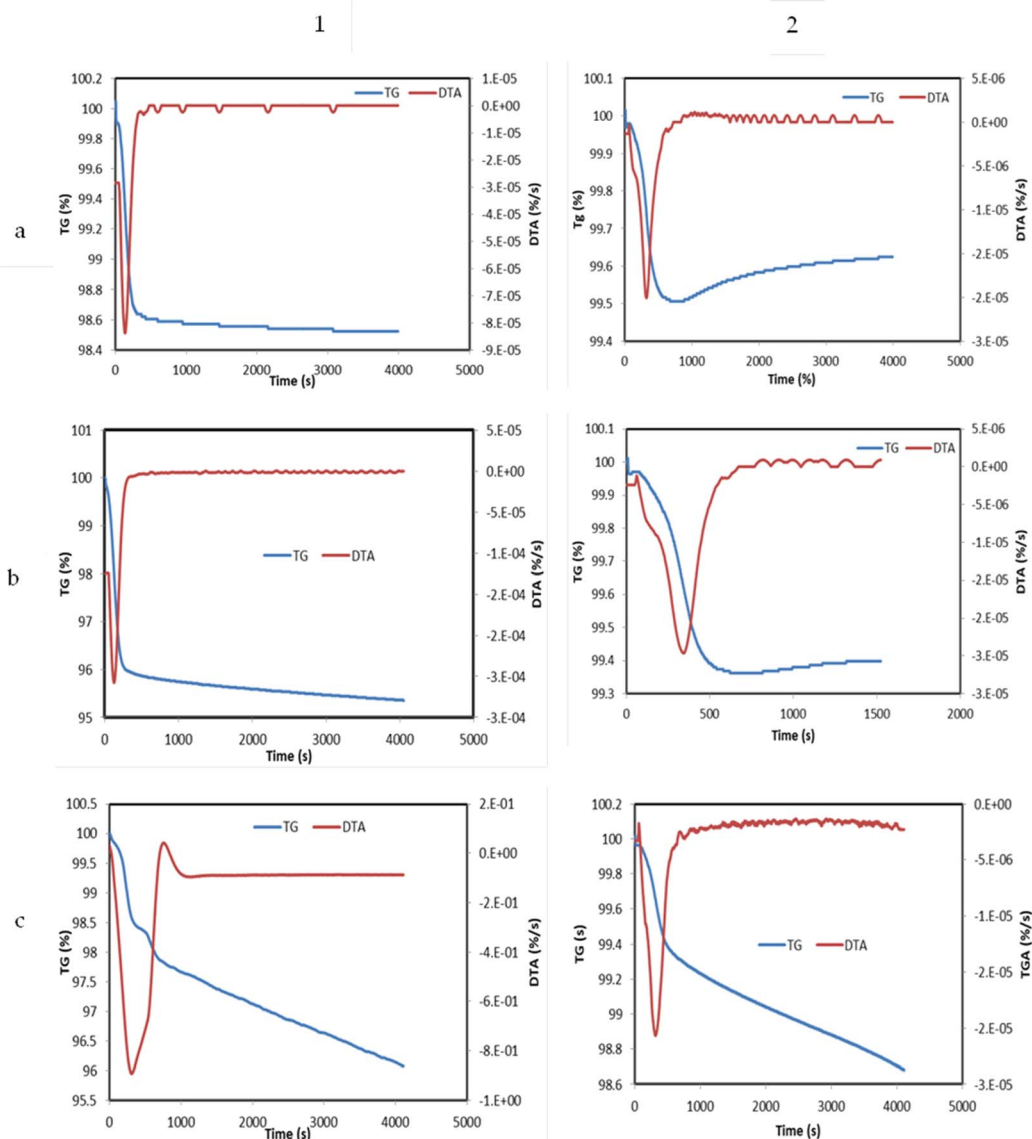 1 2
100.2 1.E-05 100.1 5.E-06
TG DTA TG DTA
100 0.E+00 100 0.E+00
99.8 -1.E-05
99.6 -2.E-05 99.9 -5.E-06
99.4 -3.E-05 99.8 -1.E-05
a TG (%) 99.2 -4.E-05 DTA (%/s) Tg (%) 99.7 -2.E-05 DTA (%/s)
99 -5.E-05
98.8 -6.E-05 99.6 -2.E-05
98.6 -7.E-05 99.5 -2.E-05
98.4 -8.E-05 99.4 -3.E-05
-9.E-05
0 1000 2000 3000 4000 5000 0 1000 2000 3000 4000 5000
Time (s) Time (%)
101 5.E-05 100.1 5.E-06
TG DTA
100 0.E+00 100 0.E+00
99 -5.E-05 99.9 -5.E-06
-1.E-04 99.8 -1.E-05
b TG (%) 98 TG DTA -2.E-04 DTA (%/s) TG (%) 99.7 -2.E-05 DTA (%/s)
97 -2.E-04 99.6 -2.E-05
96 -3.E-04 99.5 -3.E-05
95 -3.E-04 99.4 -3.E-05
99.3
0 1000 2000 3000 4000 5000 0 500 1000 1500 2000
Time (s) Time (s)
100.5 2.E-01 100.2 0.E+00
100 TG DTA 0.E+00 100
99.5 99.8 -5.E-06
99 -2.E-01 99.6 -1.E-05
98.5
c TG (%) 98 -4.E-01 DTA (%/s) TG (s) 99.4 TG DTA -2.E-05 TGA (%/s)
97.5 99.2
97 -6.E-01 99
96.5 -8.E-01 98.8 -2.E-05
96
95.5 -1.E+00 98.6 -3.E-05
0 1000 2000 3000 4000 5000 0 1000 2000 3000 4000 5000
Time (s) Time (s)